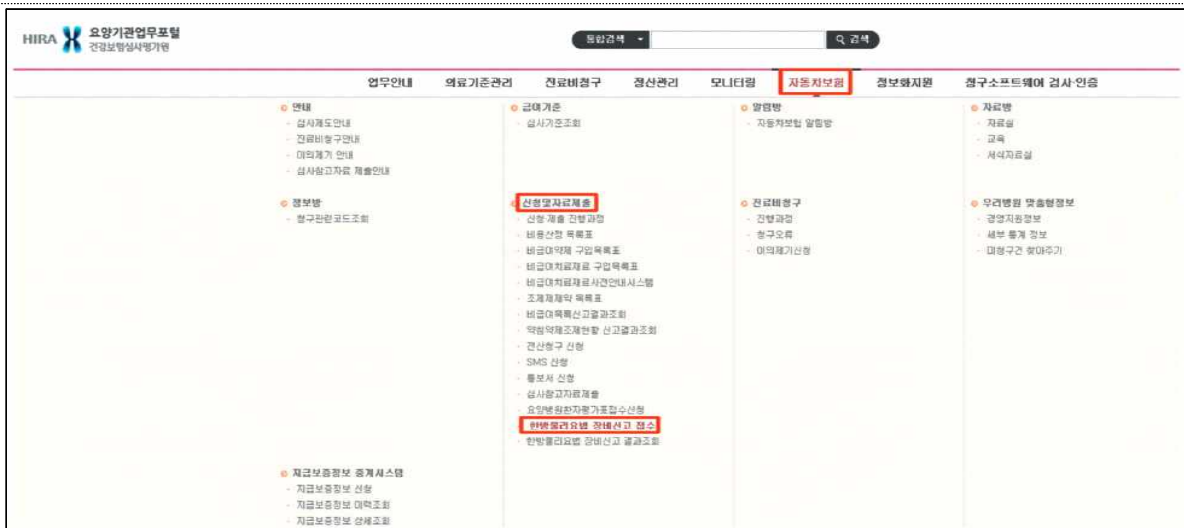 HIRA 요양기관업무포털
건강보험심사평가원
통합검색 검색
업무안내 의료기준관리 진료비청구 정산관리 모니터링 자동차보험 정보화지원 청구소프트웨어 검사·인증
안내
- 심사제도안내
- 진료비청구안내
- 이의제기 안내
- 심사참고자료 제출안내
급여기준
- 심사기준조회
알림방
- 자동차보험 알림방
자료방
- 자료실
- 교육
- 서식자료실
정보방
- 청구관련코드조회
신청및자료제출
- 신청 제출 진행과정
- 비용산정 목록표
- 비급여약제 구입목록표
- 비급여치료재료 구입목록표
- 비급여치료재료사전안내시스템
- 조제제제약 목록표
- 비급여목록신고결과조회
- 약침약제조제현황 신고결과조회
- 전산청구 신청
- SMS 신청
- 통보서 신청
- 심사참고자료제출
- 요양병원환자평가표접수신청
- 한방물리요법 장비신고 접수
- 한방물리요법 장비신고 결과조회
진료비청구
- 진행과정
- 청구오류
- 이의제기신청
우리병원 맞춤형정보
- 경영지원정보
- 세부 통계 정보
- 미청구건 찾아주기
지급보증정보 중계시스템
- 지급보증정보 신청
- 지급보증정보 이력조회
- 지급보증정보 상세조회